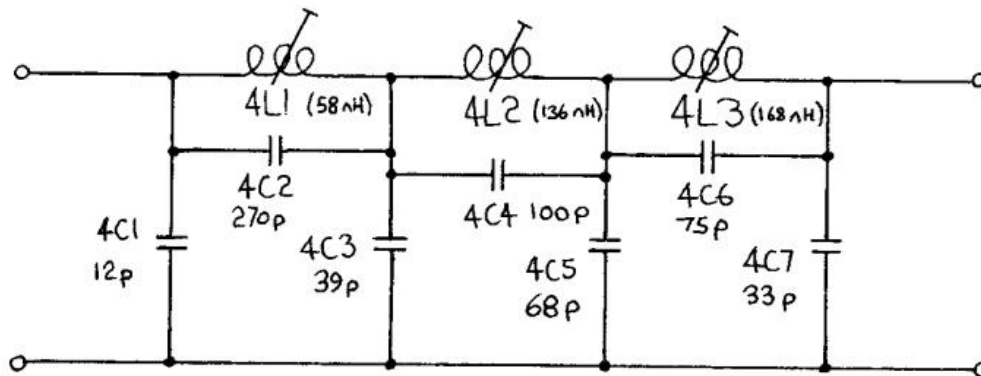 4L1 (58nH)
4L2 (136nH)
4L3 (168nH)
4C2
270p
4C4 100p
4C6
75p
4C1
12p
4C3
39p
4C5
68p
4C7
33p